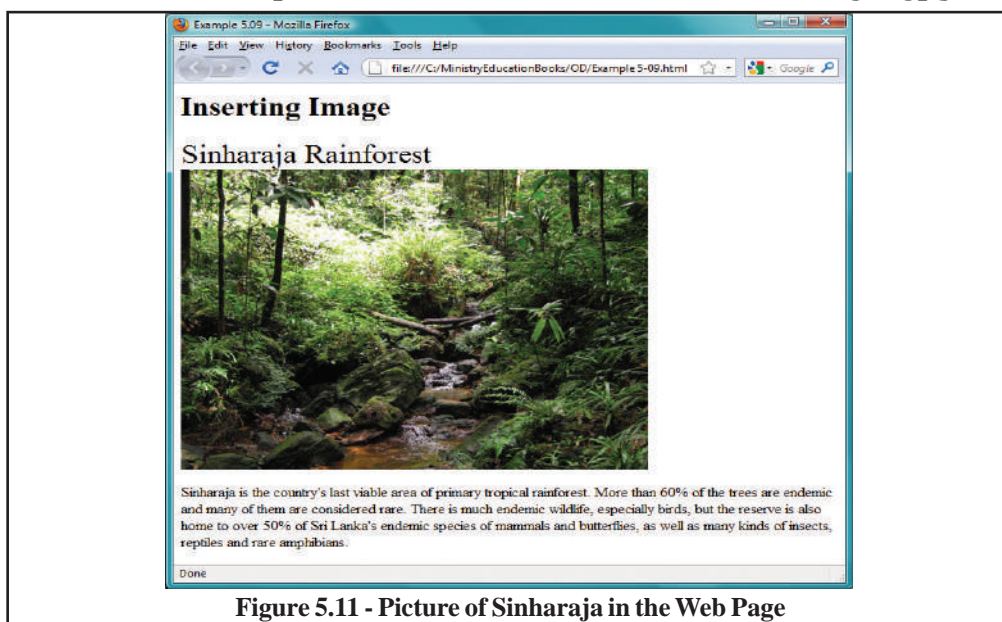 Example 5.09 - Mozilla Firefox
File Edit View History Bookmarks Tools Help
file:///C:/MinistryEducationBooks/OD/Example 5-09.html Google
Inserting Image
Sinharaja Rainforest
Sinharaja is the country's last viable area of primary tropical rainforest. More than 60% of the trees are endemic
and many of them are considered rare. There is much endemic wildlife, especially birds, but the reserve is also
home to over 50% of Sri Lanka's endemic species of mammals and butterflies, as well as many kinds of insects,
reptiles and rare amphibians.
Done
Figure 5.11 - Picture of Sinharaja in the Web Page